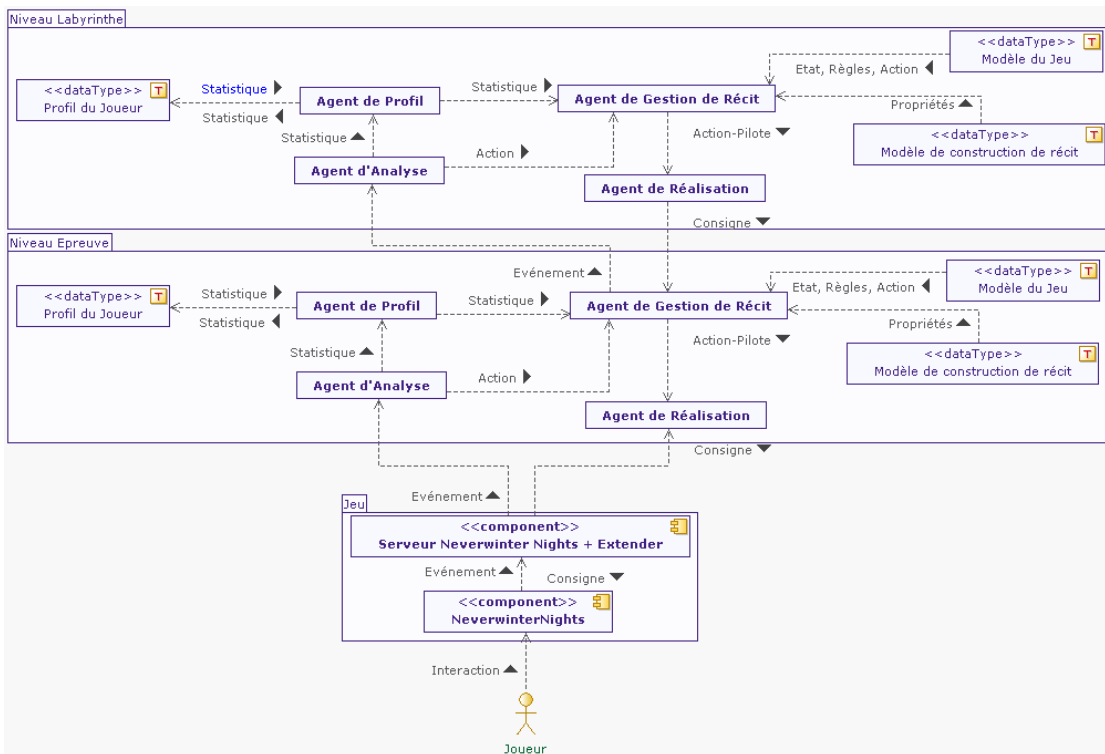 Niveau Labyrinthe
<<dataType>> T
Modèle du Jeu
Etat, Règles, Action
<<dataType>> T
Profil du Joueur
Statistique
Statistique
Agent de Profil
Statistique
Agent de Gestion de Récit
Propriétés
Statistique
Action-Pilote
<<dataType>> T
Modèle de construction de récit
Agent d'Analyse
Action
Agent de Réalisation
Consigne
Niveau Epreuve
Evénement
<<dataType>> T
Modèle du Jeu
Etat, Règles, Action
<<dataType>> T
Profil du Joueur
Statistique
Statistique
Agent de Profil
Statistique
Agent de Gestion de Récit
Propriétés
Statistique
Action-Pilote
<<dataType>> T
Modèle de construction de récit
Agent d'Analyse
Action
Agent de Réalisation
Consigne
Evénement
Jeu
<<component>>
Serveur Neverwinter Nights + Extender
Evénement
Consigne
<<component>>
NeverwinterNights
Interaction
Joueur